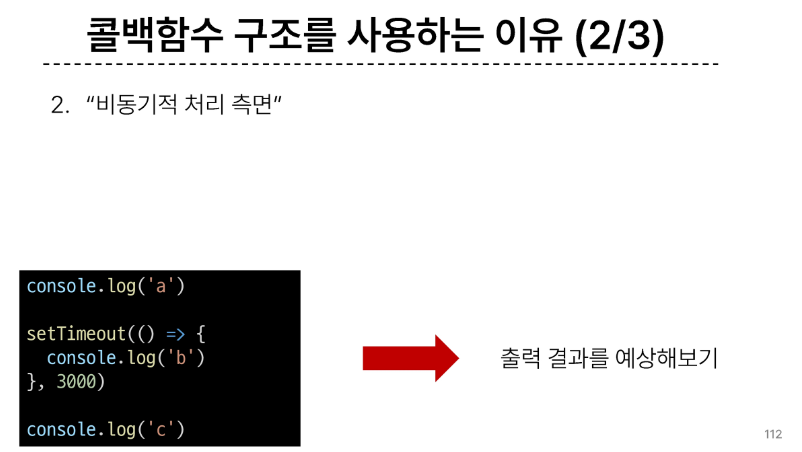 콜백함수 구조를 사용하는 이유 (2/3)
2. “비동기적 처리 측면”
console.log('a')
setTimeout(() => {
  console.log('b')
}, 3000)
console.log('c')
출력 결과를 예상해보기
112